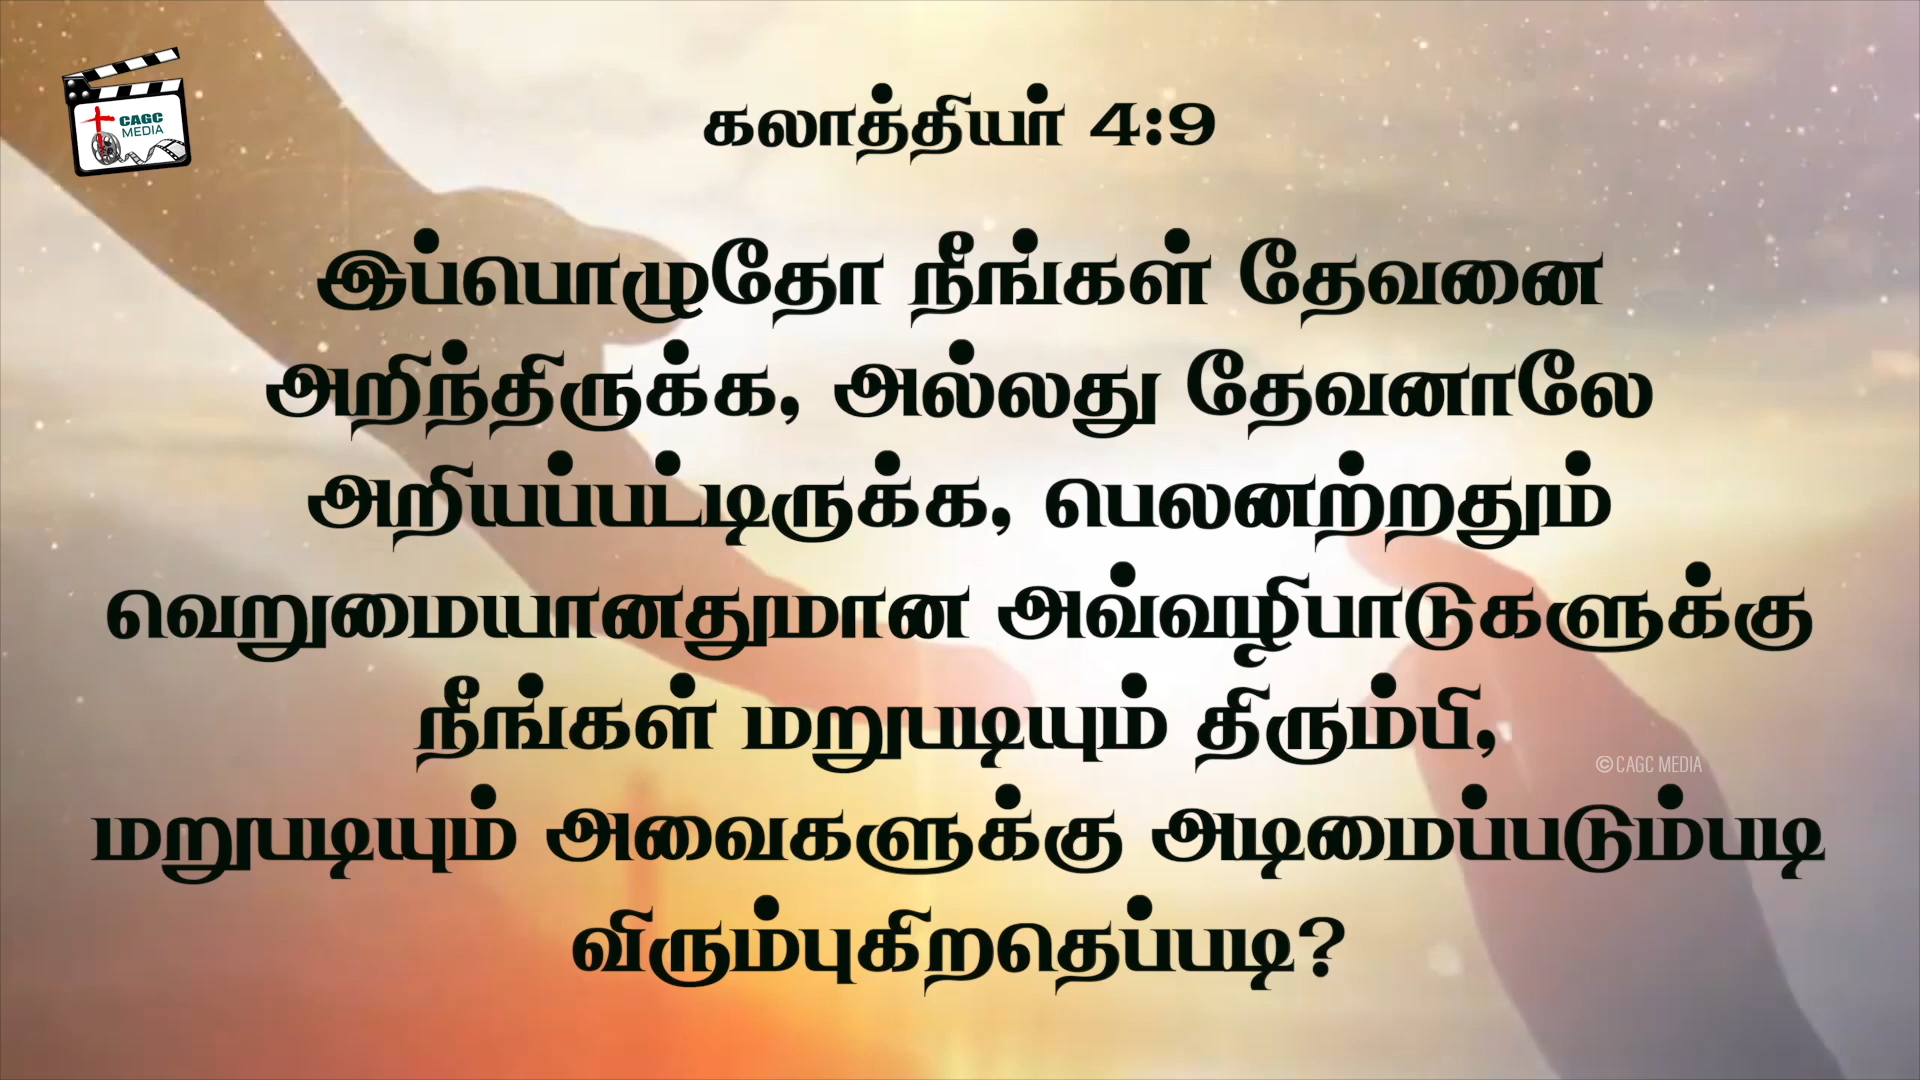 CAGC
MEDIA
கலாத்தியர் 4:9
இப்பொழுதோ நீங்கள் தேவனை
அறிந்திருக்க, அல்லது தேவனாலே
அறியப்பட்டிருக்க, பெலனற்றதும்
வெறுமையானதுமான அவ்வழிபாடுகளுக்கு
நீங்கள் மறுபடியும் திரும்பி,
©CAGC MEDIA
மறுபடியும் அவைகளுக்கு அடிமைப்படும்படி
விரும்புகிறதெப்படி?